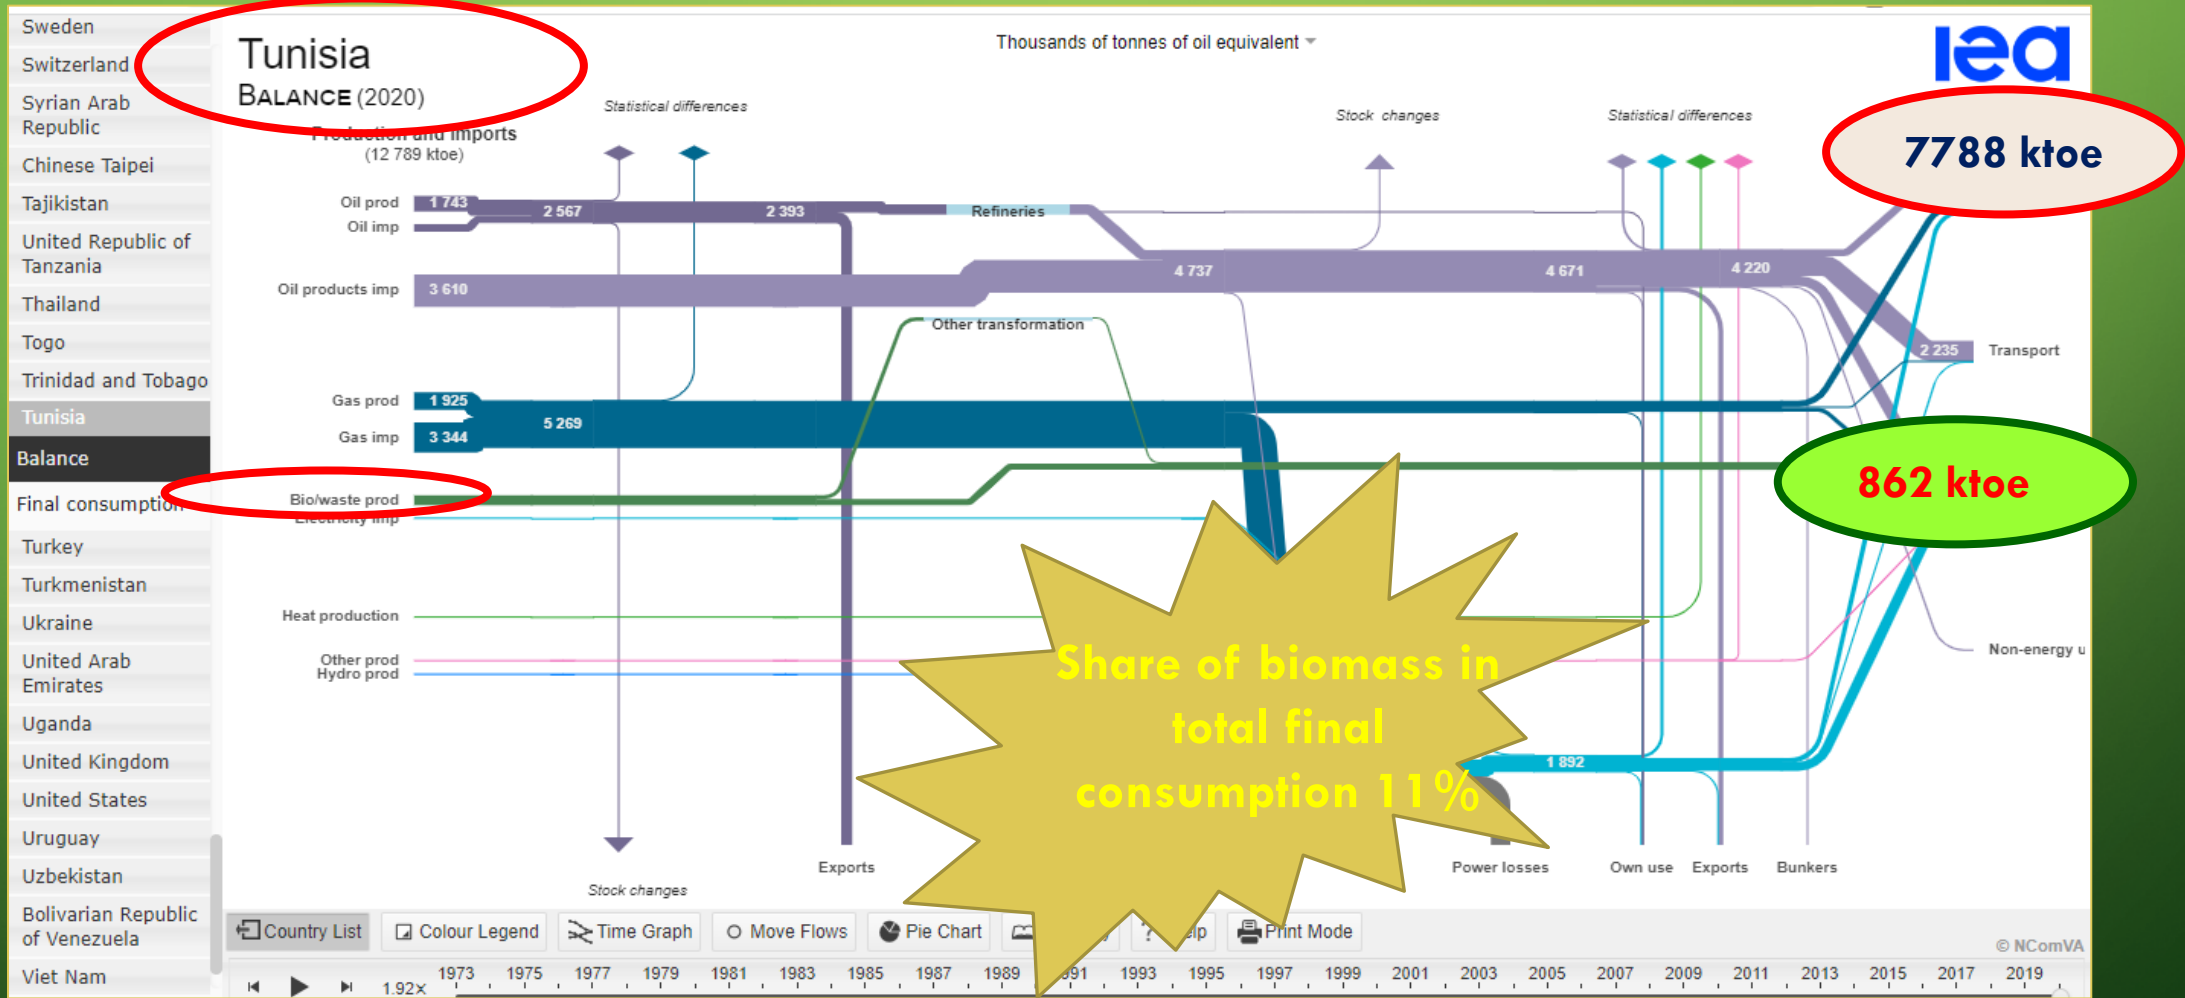 Sweden
Switzerland
Syrian Arab
Republic
Chinese Taipei
Tajikistan
United Republic of
Tanzania
Thailand
Togo
Trinidad and Tobago
Tunisia
Balance
Final consumption
Turkey
Turkmenistan
Ukraine
United Arab
Emirates
Uganda
United Kingdom
United States
Uruguay
Uzbekistan
Bolivarian Republic
of Venezuela
Viet Nam
Tunisia
BALANCE (2020)
Thousands of tonnes of oil equivalent
iea
7788 ktoe
Production and imports
(12 789 ktoe)
Statistical differences
Stock changes
Statistical differences
Oil prod 1 743
Oil imp
2 567
2 393
Refineries
Oil products imp 3 610
4 737
4 671
4 220
Other transformation
2 235 Transport
Gas prod 1 925
Gas imp 3 344
5 269
862 ktoe
Bio/waste prod
Electricity imp
Heat production
Other prod
Hydro prod
Non-energy u
Share of biomass in
total final
consumption 11%
1 892
Exports
Power losses
Own use
Exports
Bunkers
Stock changes
Country List
Colour Legend
Time Graph
Move Flows
Pie Chart
Print Mode
© NComVA
1.92x
1973 1975 1977 1979 1981 1983 1985 1987 1989 1993 1995 1997 1999 2001 2003 2005 2007 2009 2011 2013 2015 2017 2019